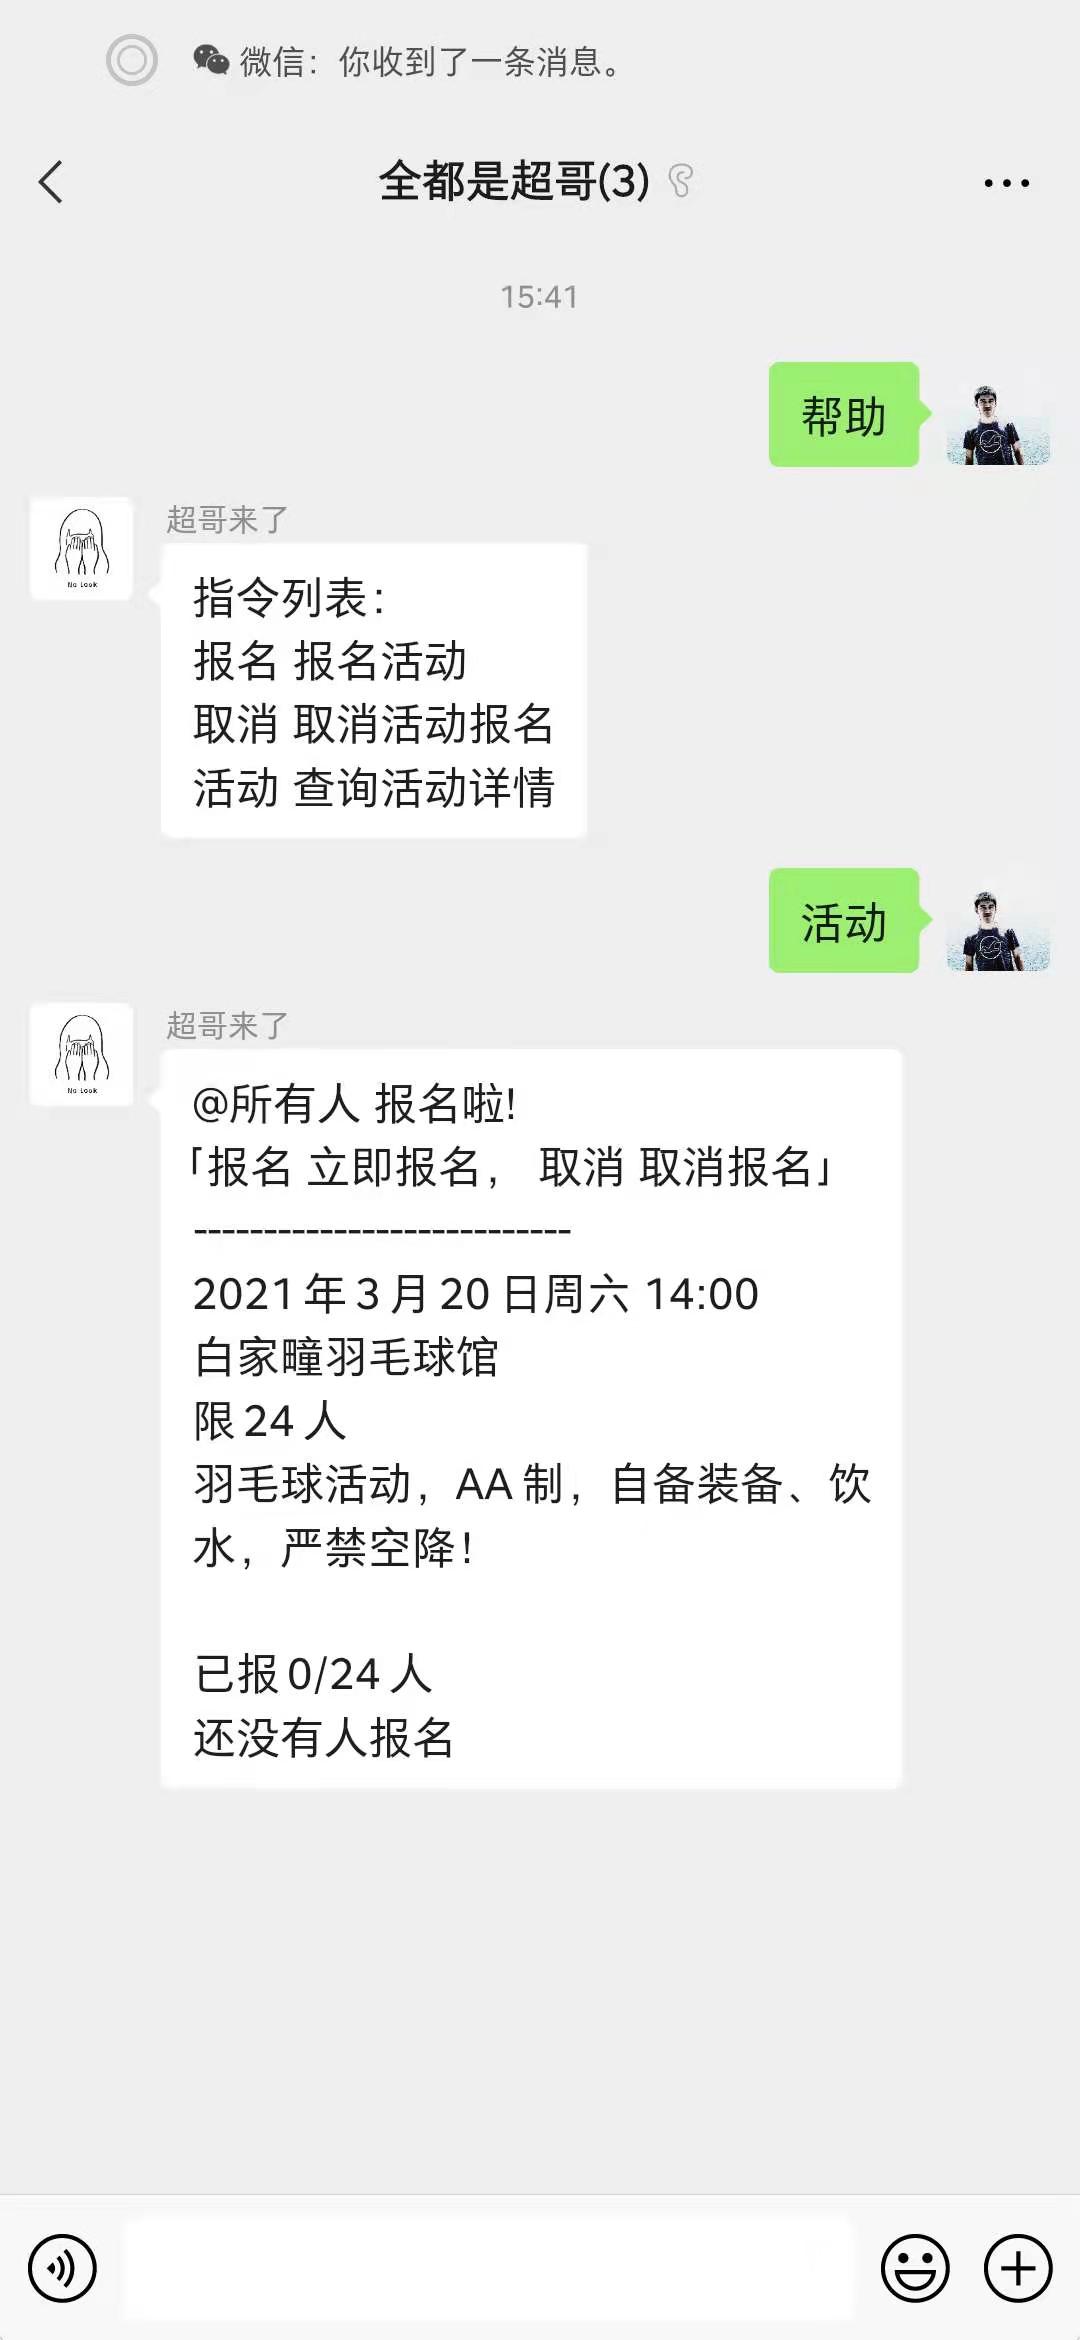 微信：你收到了一条消息。
全都是超哥(3)
15:41
帮助
超哥来了
No Look
指令列表：
报名 报名活动
取消 取消活动报名
活动 查询活动详情
活动
超哥来了
No Look
@所有人 报名啦!
「报名 立即报名， 取消 取消报名」
---------------------------
2021年3月20日周六 14:00
白家疃羽毛球馆
限24人
羽毛球活动，AA制，自备装备、饮
水，严禁空降！
已报0/24人
还没有人报名